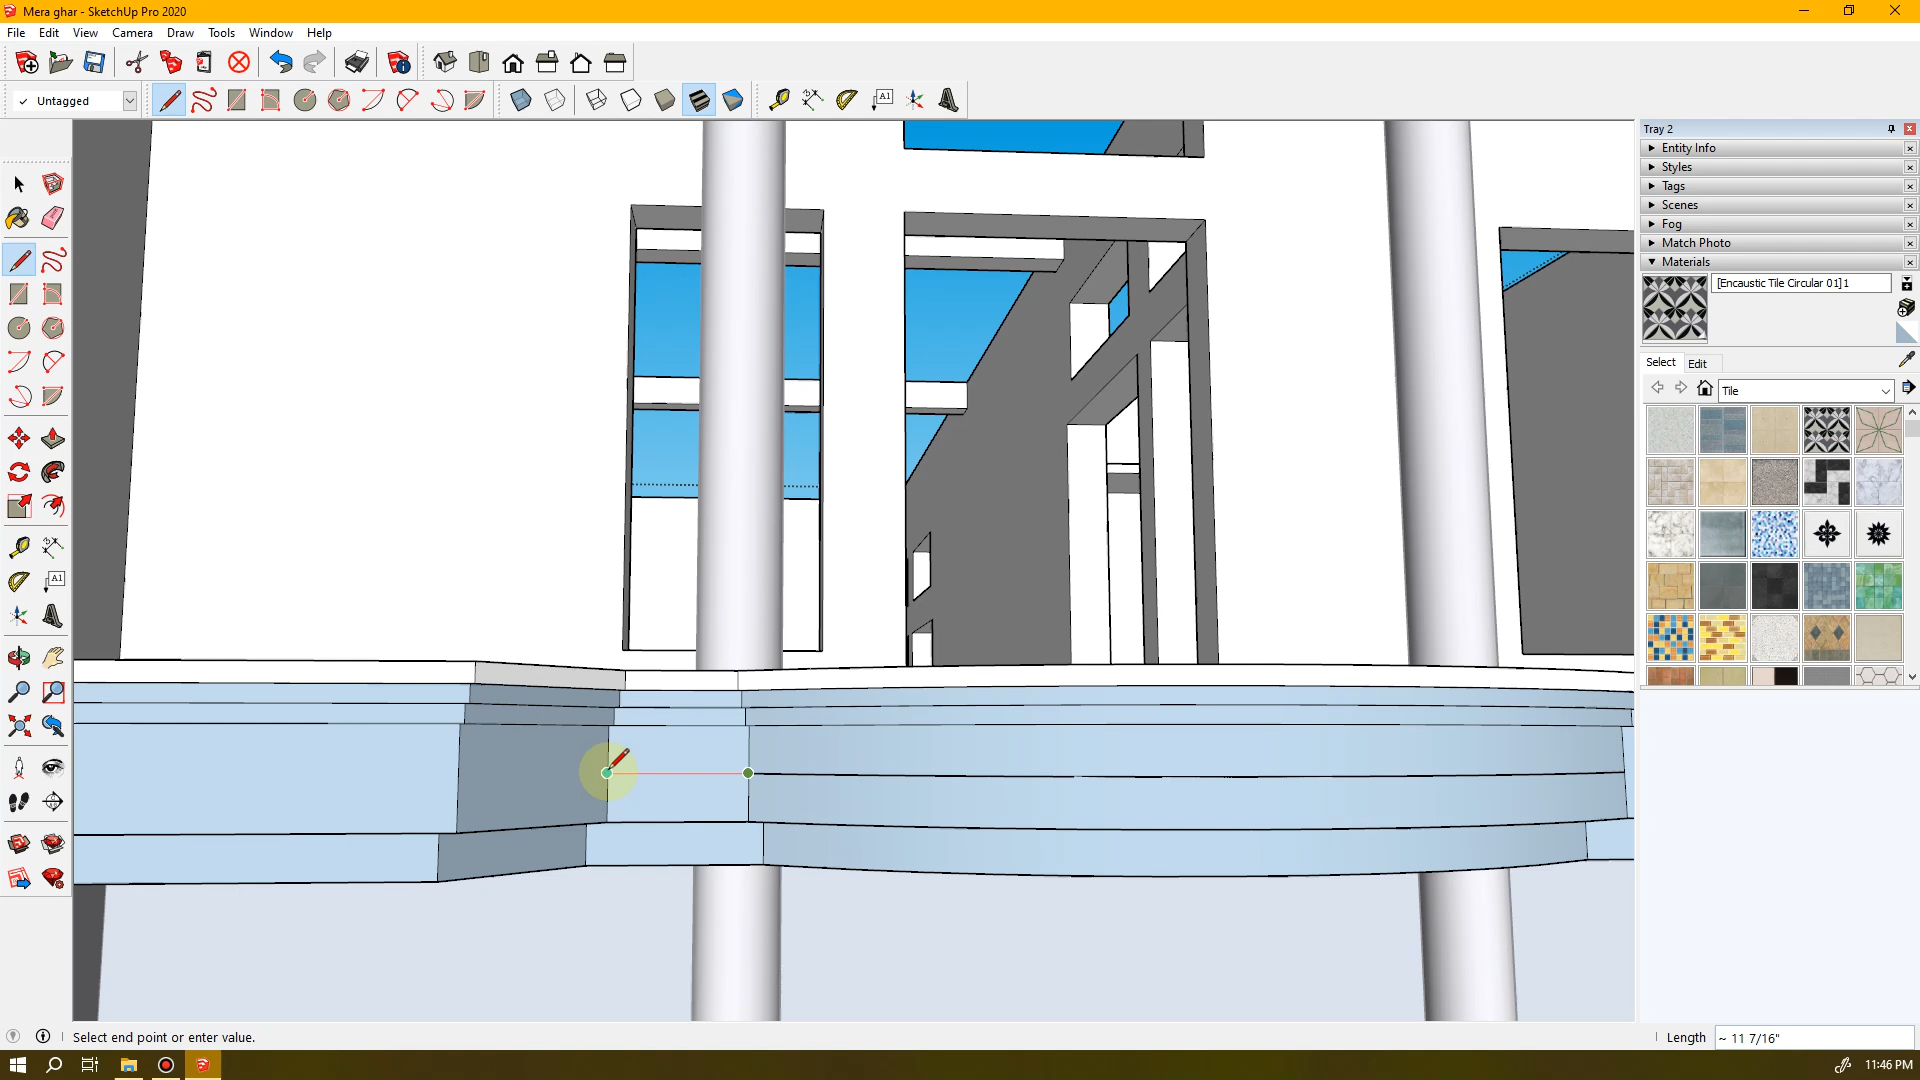 Mera ghar - SketchUp Pro 2020
File Edit View Camera Draw Tools Window Help
Untagged
A1
Tray 2
Entity Info
Styles
Tags
Scenes
Fog
Match Photo
Materials
[Encaustic Tile Circular 01]1
Select Edit
Tile
A1
Select end point or enter value.
Length ~ 11 7/16"
11:46 PM